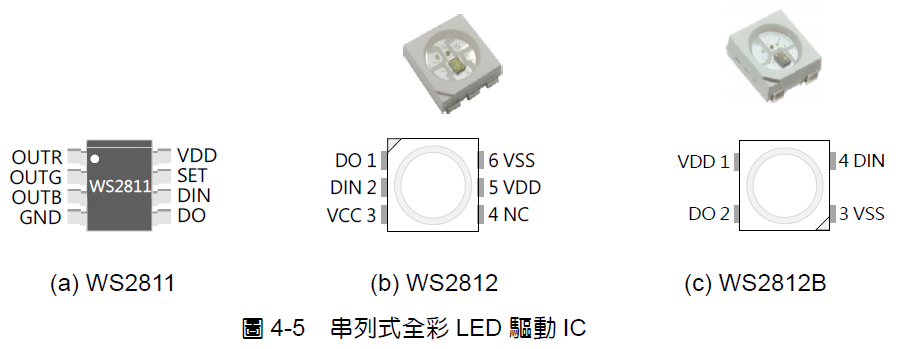 OUTR
OUTG
OUTB
GND
WS2811
VDD
SET
DIN
DO
DO 1
DIN 2
VCC 3
6 VSS
5 VDD
4 NC
VDD 1
DO 2
4 DIN
3 VSS
(a) WS2811
(b) WS2812
(c) WS2812B
圖 4-5 串列式全彩 LED 驅動 IC